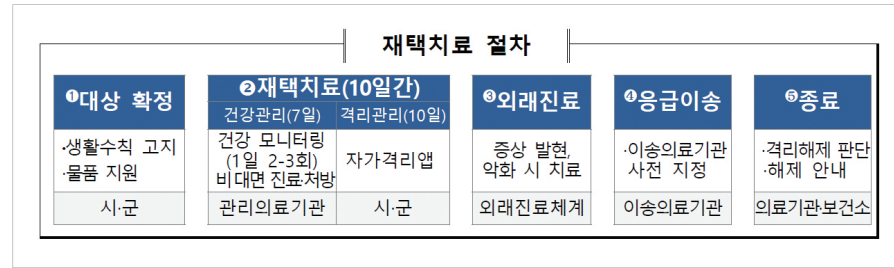 재택치료 절차
❶대상 확정
·생활수칙 고지
·물품 지원
시·군
❷재택치료(10일간)
건강관리(7일)
격리관리(10일)
건강 모니터링
(1일 2-3회)
비대면 진료·처방
자가격리앱
관리의료기관
시·군
❸외래진료
증상 발현,
악화 시 치료
외래진료체계
❹응급이송
·이송의료기관
사전 지정
이송의료기관
❺종료
·격리해제 판단
·해제 안내
의료기관·보건소